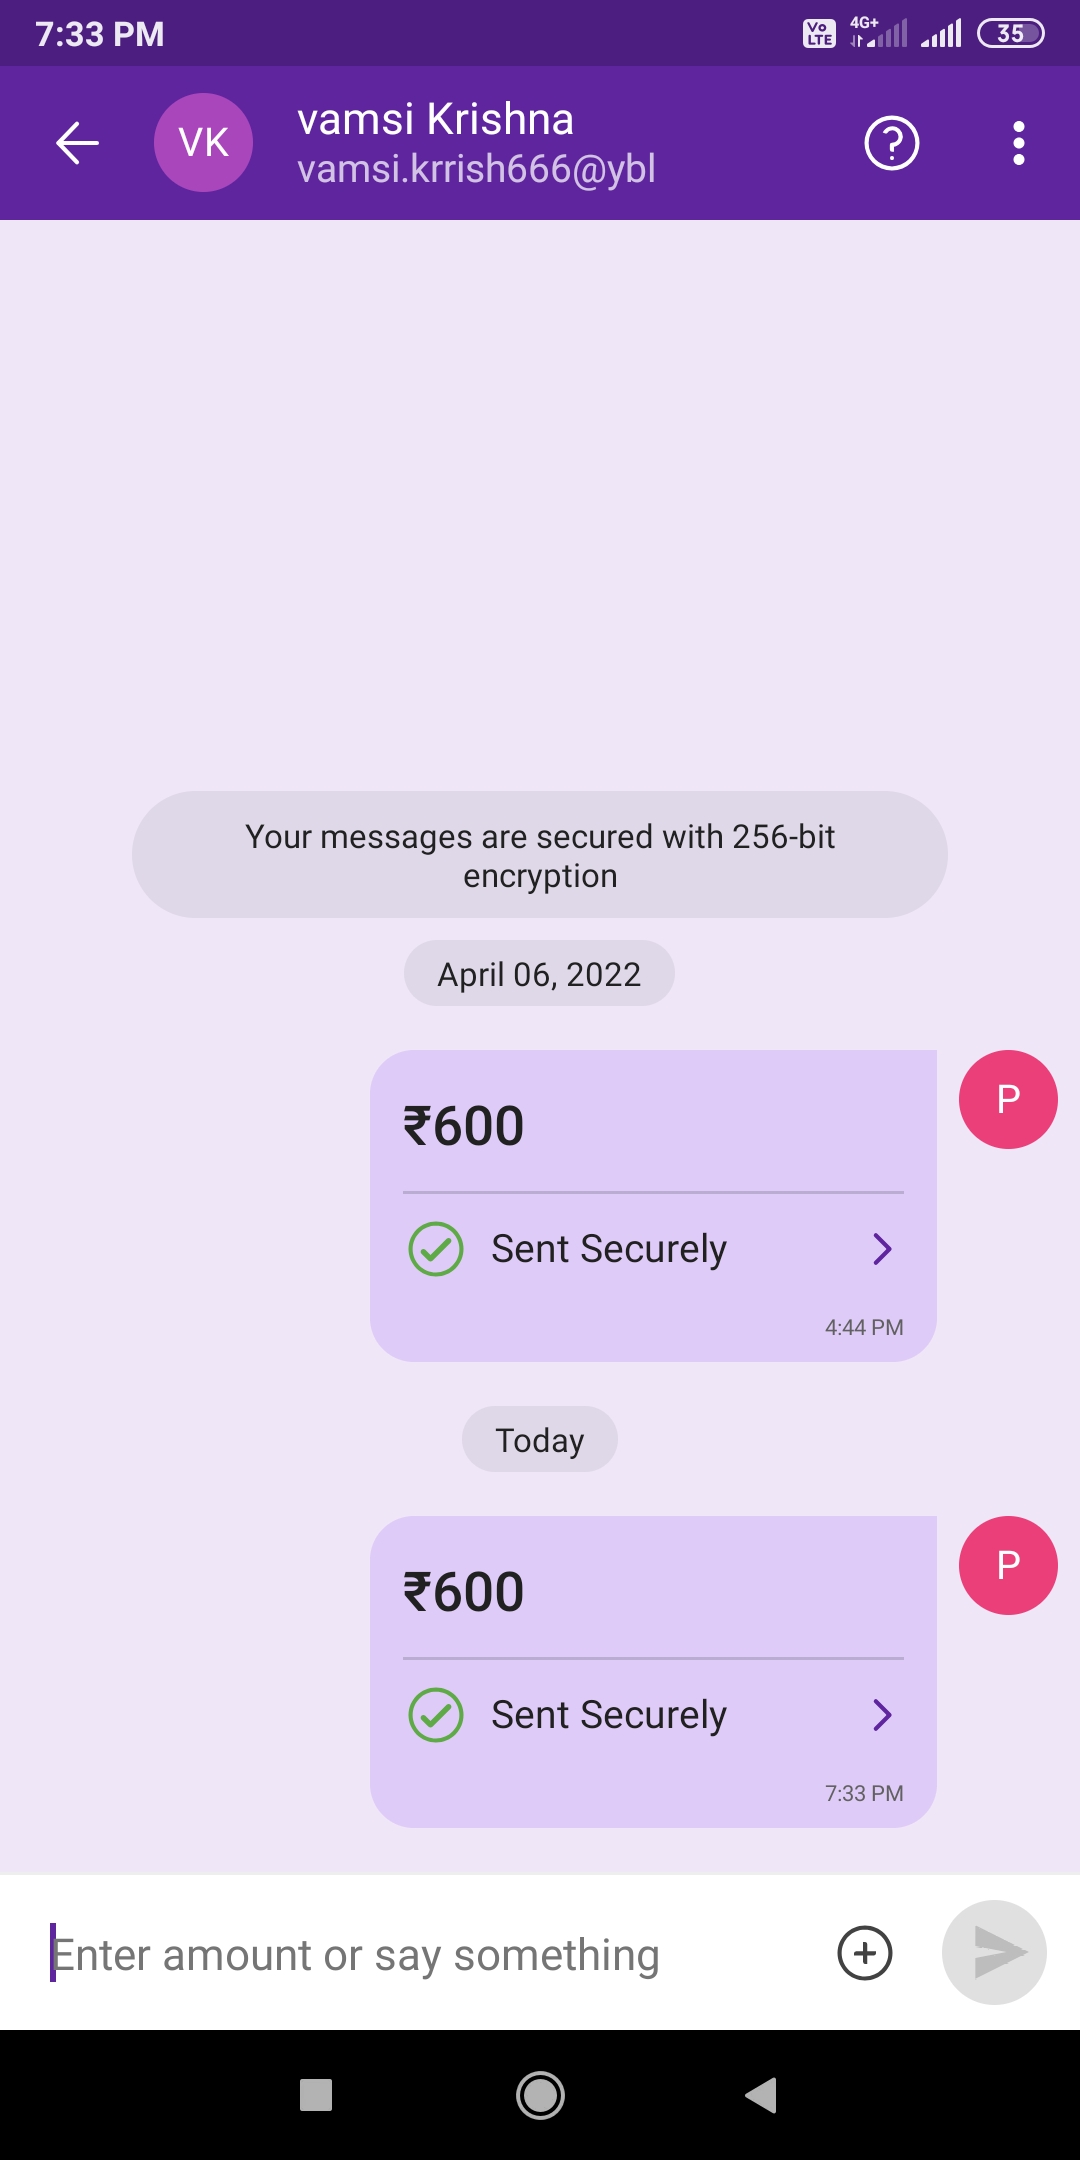 7:33 PM
Vo
LTE
4G+
35
VK
vamsi Krishna
vamsi.krrish666@ybl
Your messages are secured with 256-bit
encryption
April 06, 2022
₹600
P
Sent Securely
4:44 PM
Today
₹600
P
Sent Securely
7:33 PM
Enter amount or say something